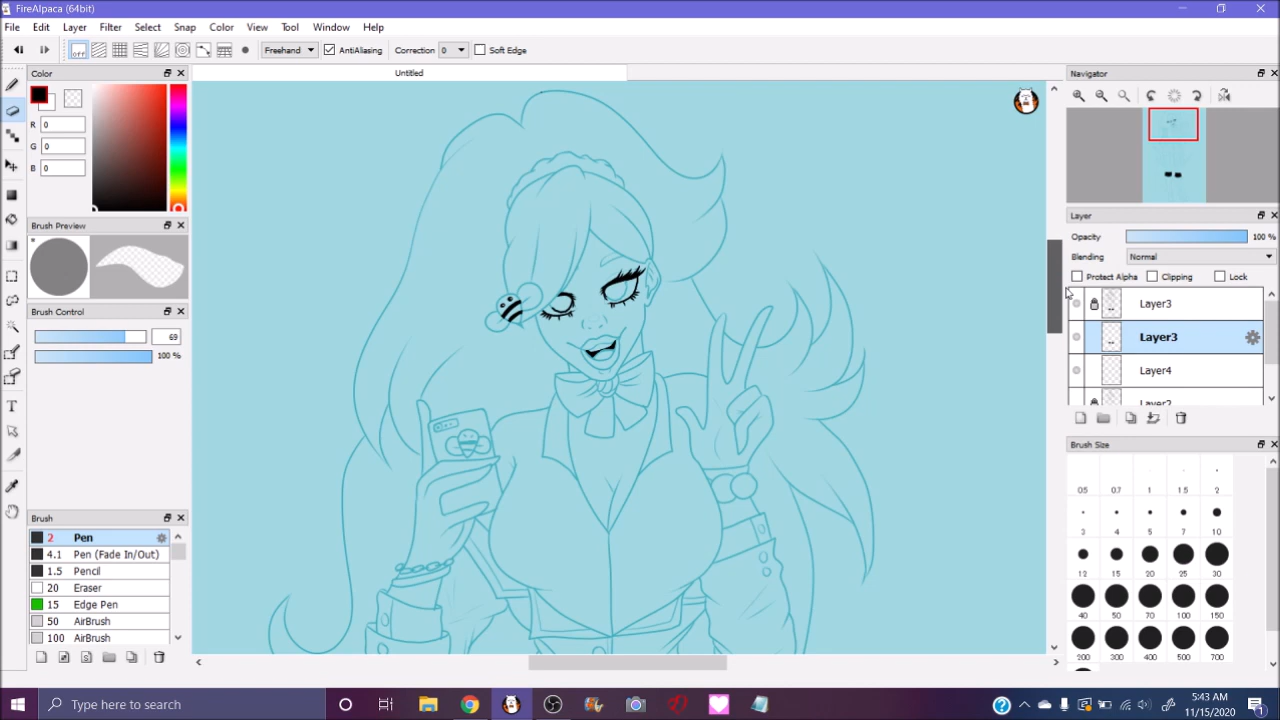 FireAlpaca (64bit)
File Edit Layer Filter Select Snap Color View Tool Window Help
off Freehand AntiAliasing Correction 0 Soft Edge
Color
Untitled
Navigator
R 0
G 0
B 0
Layer
Opacity 100 %
Blending Normal
Protect Alpha Clipping Lock
Layer3
Layer3
Layer4
Brush Preview
*
Brush Control
69
100 %
Brush
2 Pen
4.1 Pen (Fade In/Out)
1.5 Pencil
20 Eraser
15 Edge Pen
50 AirBrush
100 AirBrush
Brush Size
0.5 0.7 1 1.5 2
3 4 5 7 10
12 15 20 25 30
40 50 70 100 150
200 300 400 500 700
Type here to search
5:43 AM
11/15/2020